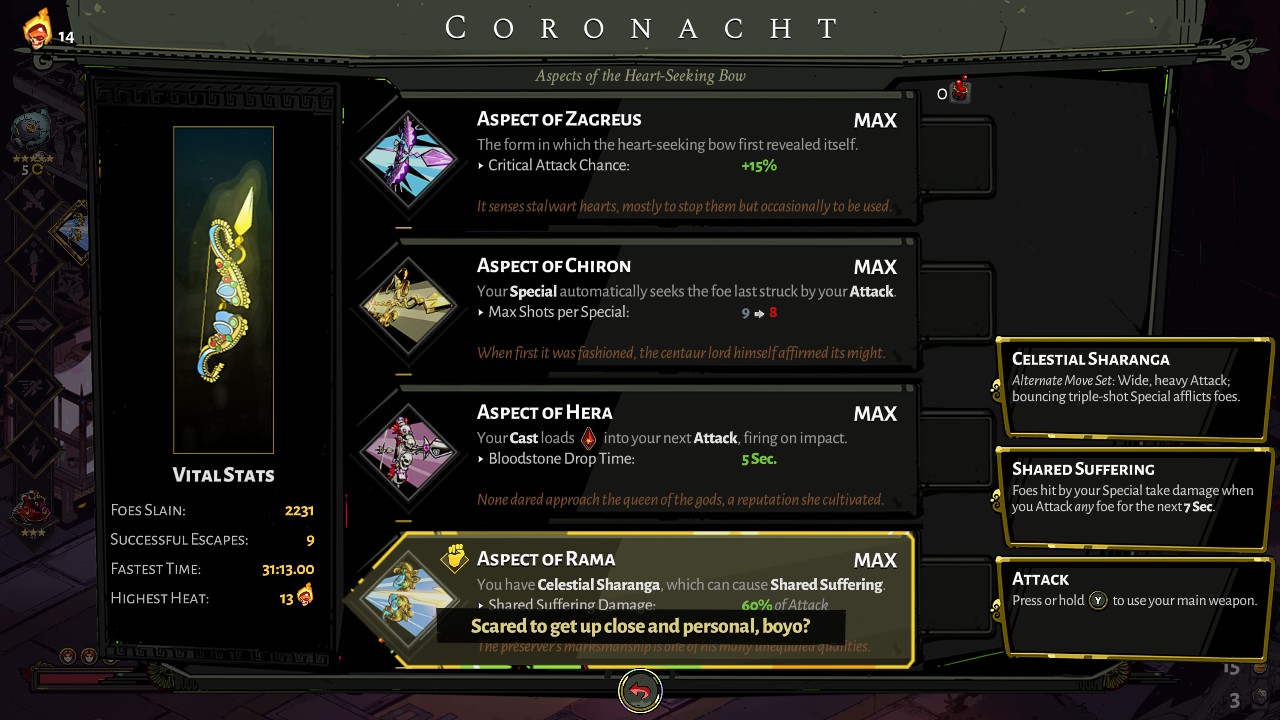 14
CORONACHT
Aspects of the Heart-Seeking Bow
0
5
VITAL STATS
FOES SLAIN: 2231
SUCCESSFUL ESCAPES: 9
FASTEST TIME: 31:13.00
HIGHEST HEAT: 13
ASPECT OF ZAGREUS MAX
The form in which the heart-seeking bow first revealed itself.
Critical Attack Chance: +15%
It senses stalwart hearts, mostly to stop them but occasionally to be used.
ASPECT OF CHIRON MAX
Your Special automatically seeks the foe last struck by your Attack.
Max Shots per Special: 9 8
When first it was fashioned, the centaur lord himself affirmed its might.
ASPECT OF HERA MAX
Your Cast loads into your next Attack, firing on impact.
Bloodstone Drop Time: 5 Sec.
None dared approach the queen of the gods, a reputation she cultivated.
ASPECT OF RAMA MAX
You have Celestial Sharanga, which can cause Shared Suffering.
Shared Suffering Damage: 60% of Attack
Scared to get up close and personal, boyo?
The preserver's marksmanship is one of his many unequaled qualities.
CELESTIAL SHARANGA
Alternate Move Set: Wide, heavy Attack;
bouncing triple-shot Special afflicts foes.
SHARED SUFFERING
Foes hit by your Special take damage when
you Attack any foe for the next 7 Sec.
ATTACK
Press or hold Y to use your main weapon.
15
3